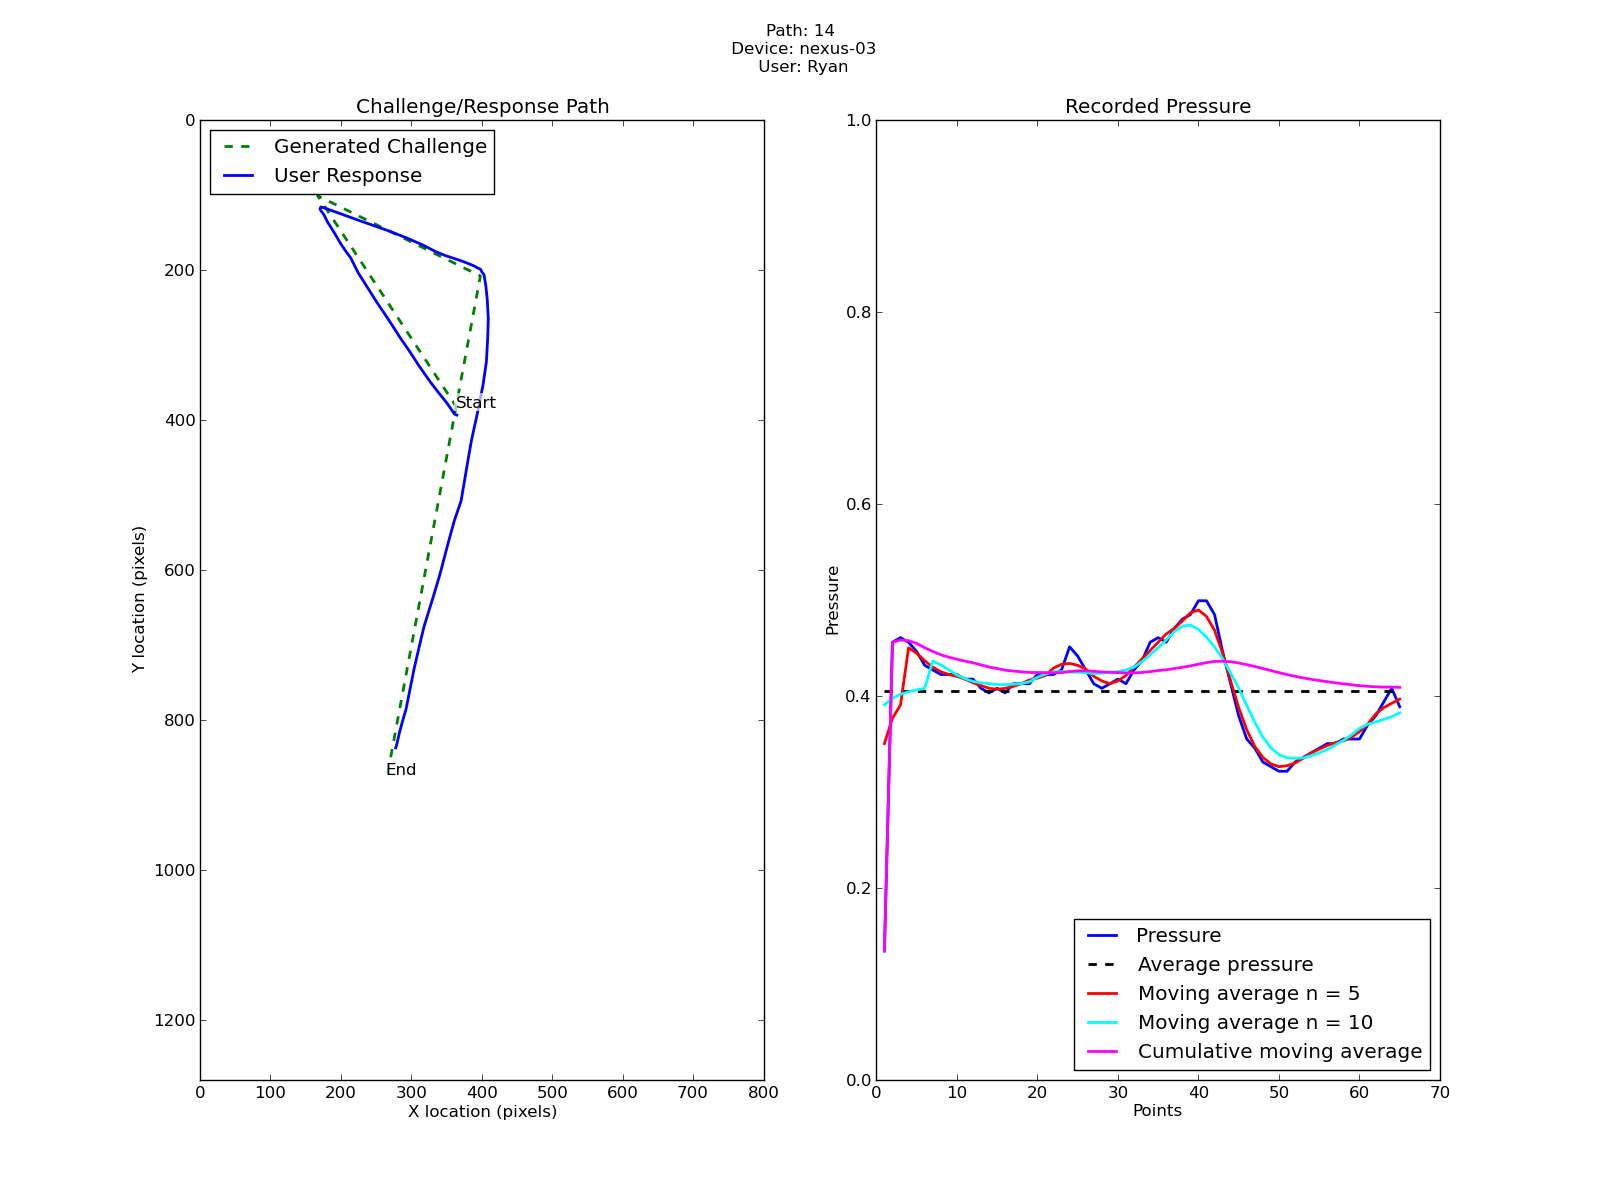 Path: 14
Device: nexus-03
User: Ryan
Challenge/Response Path
Generated Challenge
User Response
Start
End
0
200
400
600
800
1000
1200
Y location (pixels)
0 100 200 300 400 500 600 700 800
X location (pixels)
Recorded Pressure
1.0
0.8
0.6
0.4
0.2
0.0
Pressure
Pressure
Average pressure
Moving average n = 5
Moving average n = 10
Cumulative moving average
0 10 20 30 40 50 60 70
Points